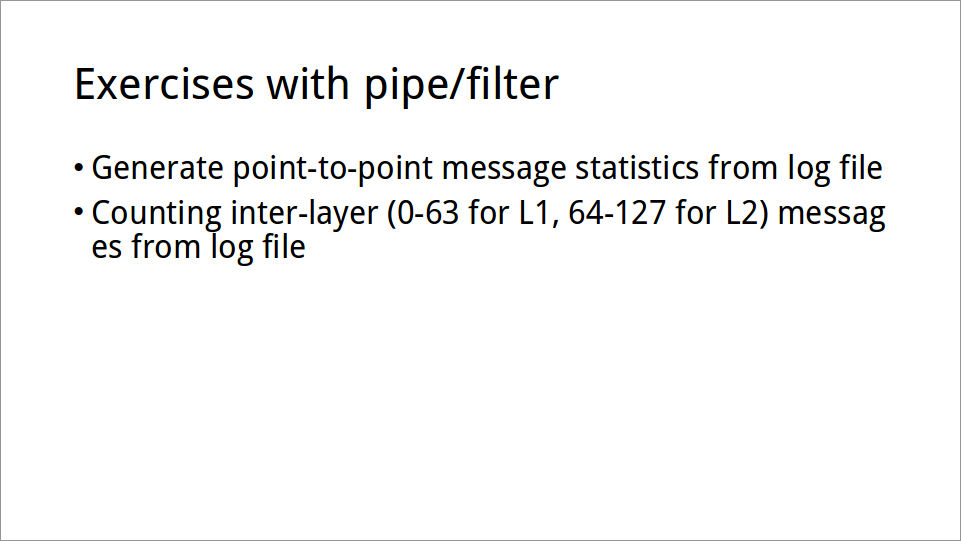 Exercises with pipe/filter
• Generate point-to-point message statistics from log file
• Counting inter-layer (0-63 for L1, 64-127 for L2) messag
es from log file